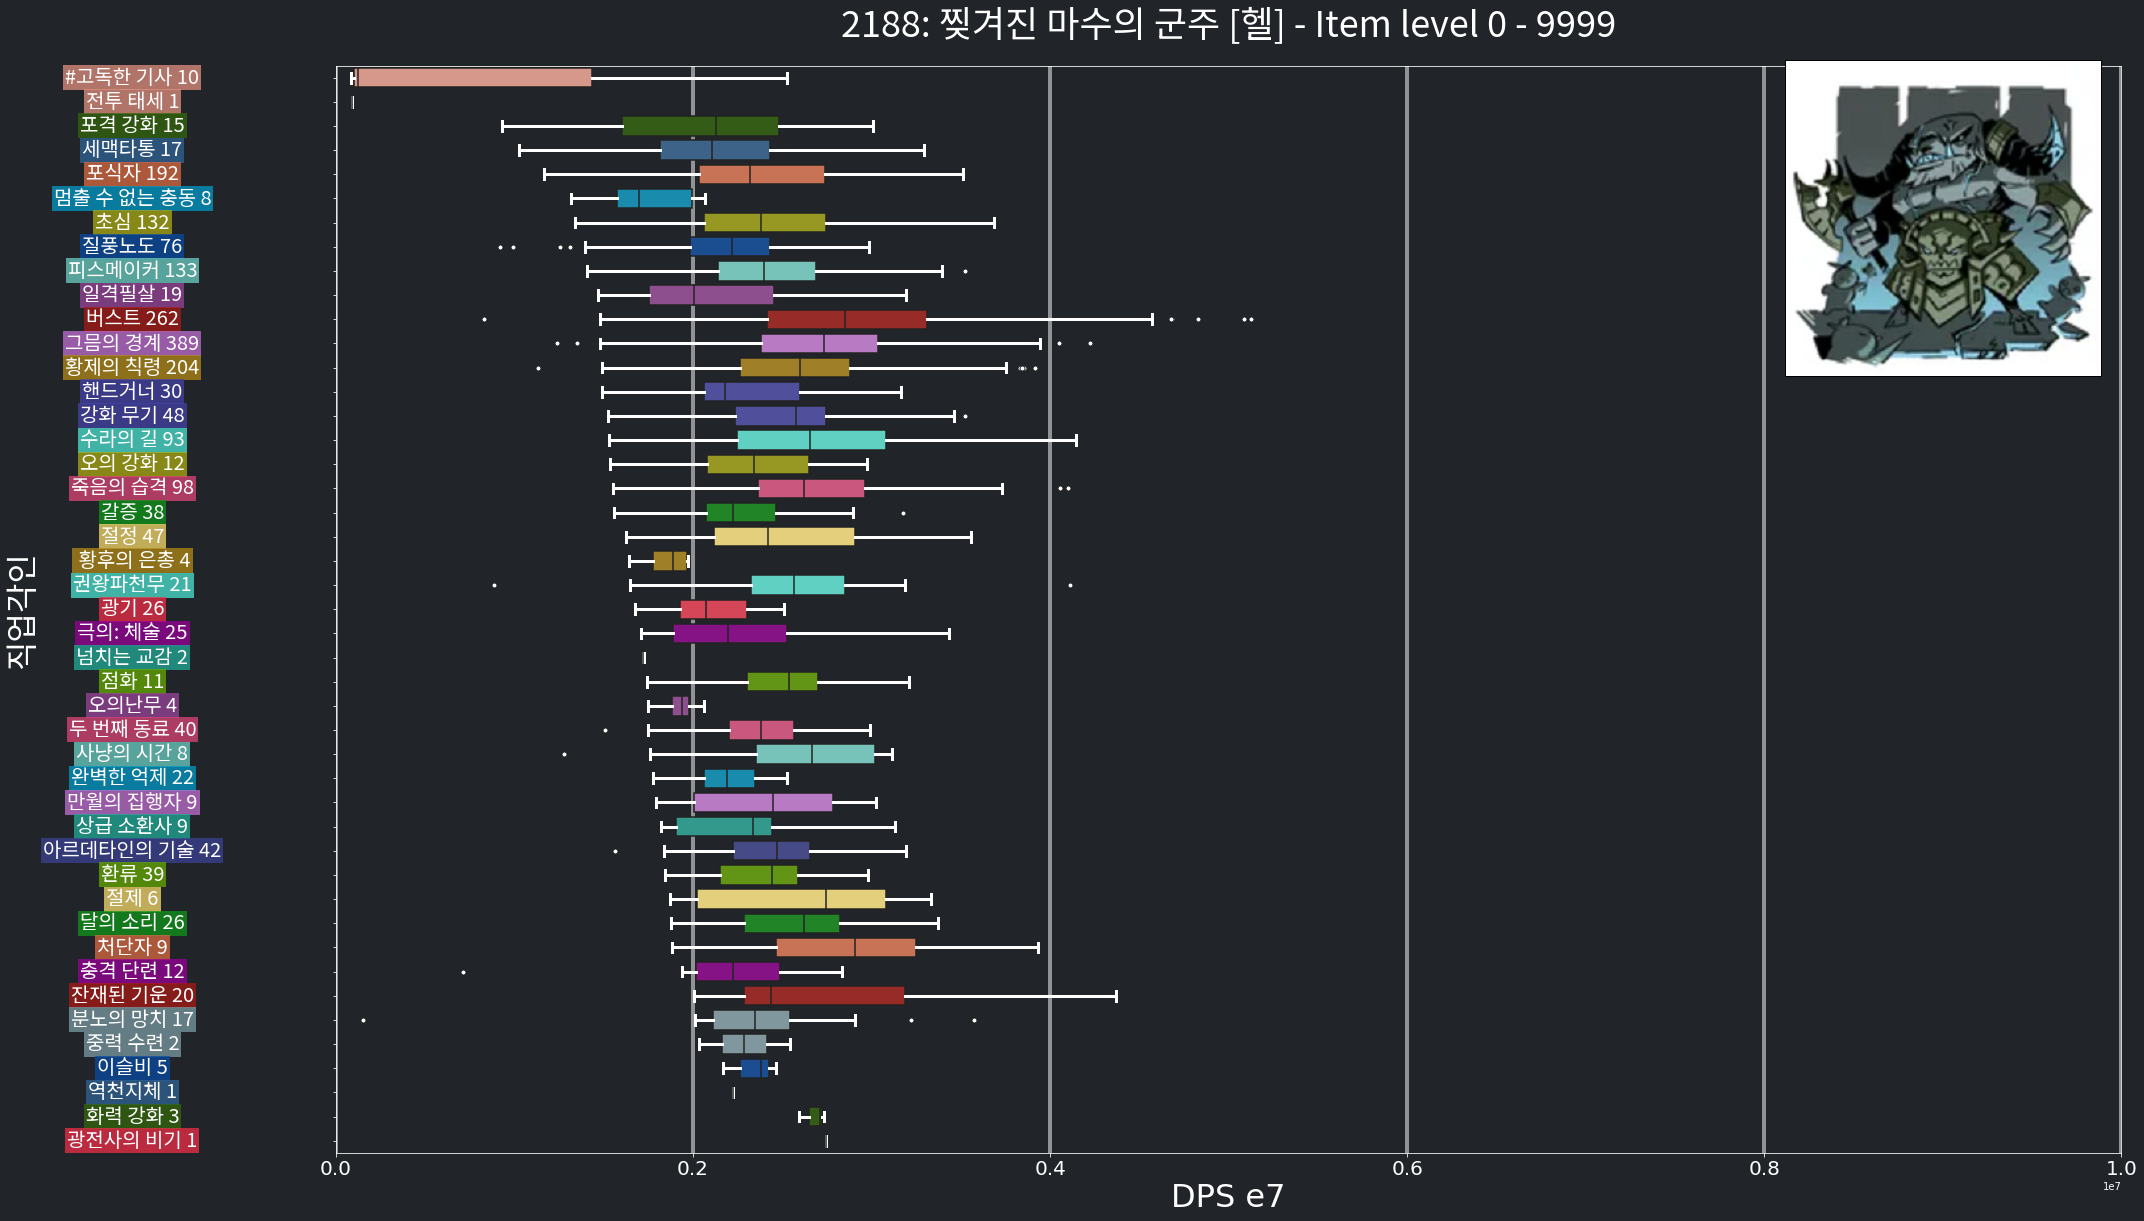 2188: 찢겨진 마수의 군주 [헬] - Item level 0 - 9999
#고독한 기사 10
전투 태세 1
포격 강화 15
세맥타통 17
포식자 192
멈출 수 없는 충동 8
초심 132
질풍노도 76
피스메이커 133
일격필살 19
버스트 262
그믐의 경계 389
황제의 칙령 204
핸드거너 30
강화 무기 48
수라의 길 93
오의 강화 12
죽음의 습격 98
갈증 38
절정 47
황후의 은총 4
권왕파천무 21
광기 26
극의: 체술 25
넘치는 교감 2
점화 11
오의난무 4
두 번째 동료 40
사냥의 시간 8
완벽한 억제 22
만월의 집행자 9
상급 소환사 9
아르데타인의 기술 42
환류 39
절제 6
달의 소리 26
처단자 9
충격 단련 12
잔재된 기운 20
분노의 망치 17
중력 수련 2
이슬비 5
역천지체 1
화력 강화 3
광전사의 비기 1
직업각인
0.0 0.2 0.4 0.6 0.8 1.0
1e7
DPS e7